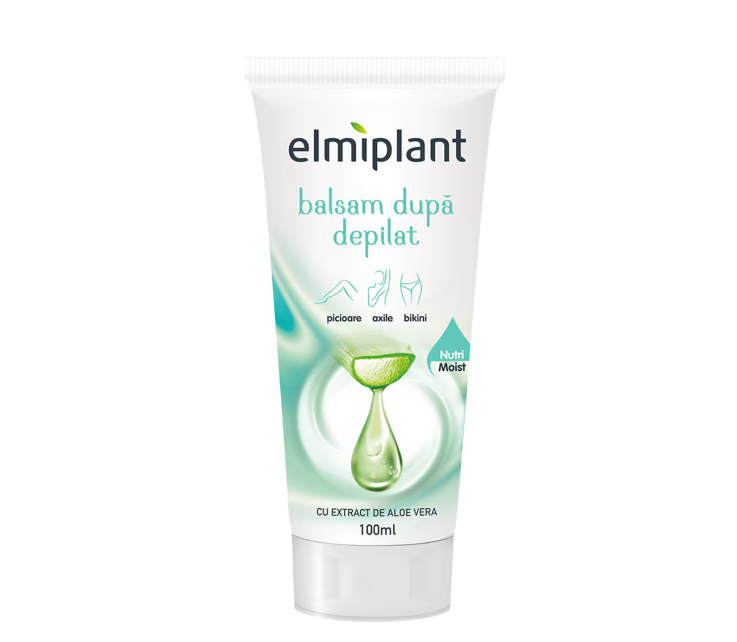 elmiplant
balsam după
depilat
picioare axile bikini
Nutri
Moist
CU EXTRACT DE ALOE VERA
100ml